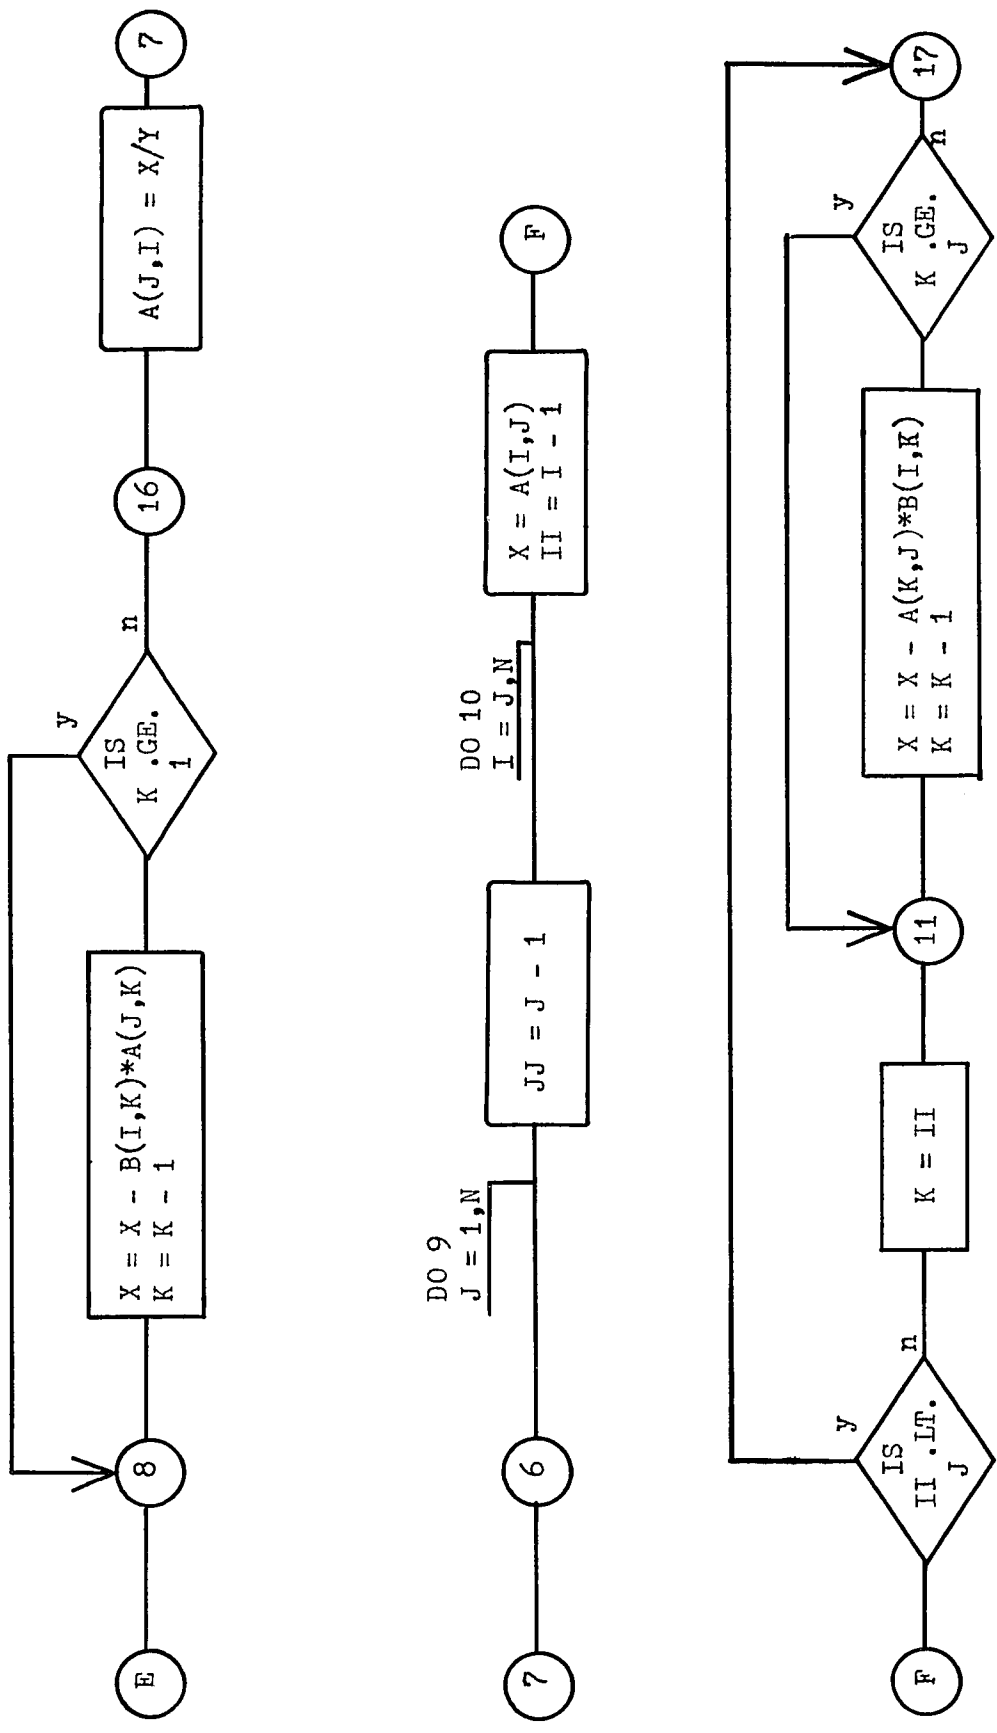 E
8
X = X - B(I,K)*A(J,K)
K = K - 1
IS
K .GE.
1
y
n
16
A(J,I) = X/Y
7
7
6
DO 9
J = 1,N
JJ = J - 1
DO 10
I = J,N
X = A(I,J)
II = I - 1
F
F
IS
II .LT.
J
y
n
K = II
11
X = X - A(K,J)*B(I,K)
K = K - 1
IS
K .GE.
J
y
n
17